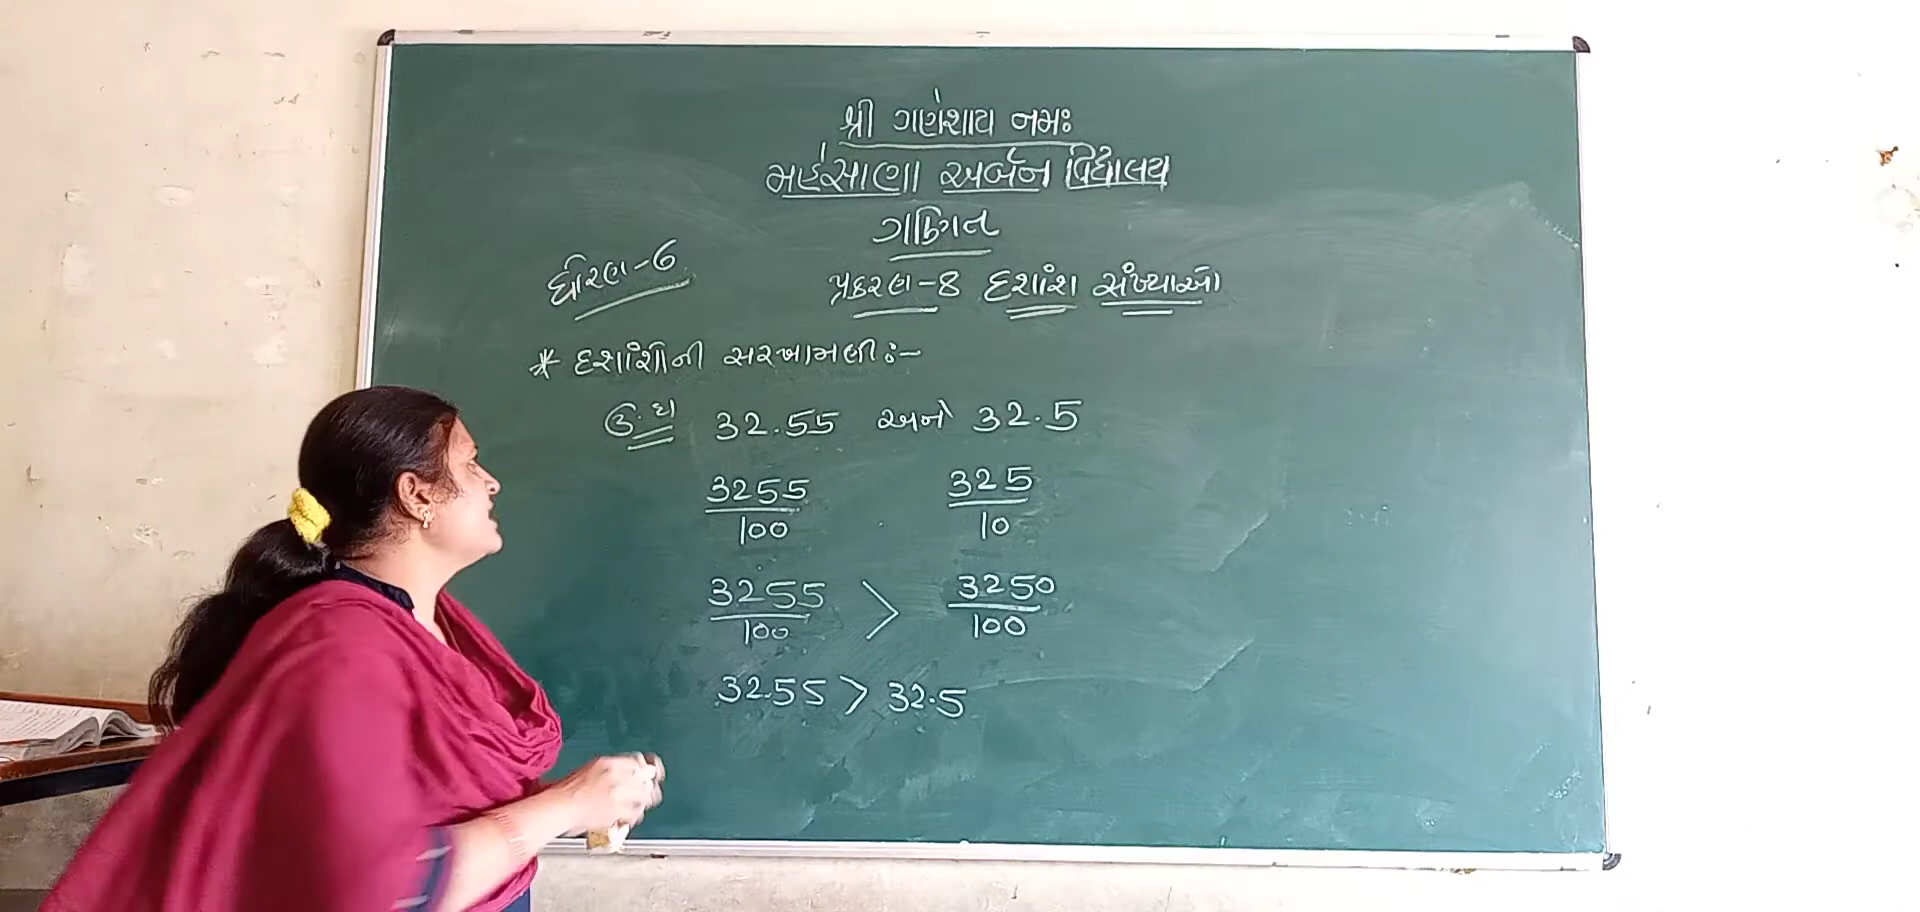 શ્રી ગણેશાય નમઃ
મહેસાણા અર્બન વિદ્યાલય
ગણિત
ધોરણ-6 પ્રકરણ-8 દશાંશ સંખ્યાઓ
* દશાંશોની સરખામણી :-
ઉ.દા 32.55 અને 32.5
3255/100 325/10
3255/100 > 3250/100
32.55 > 32.5